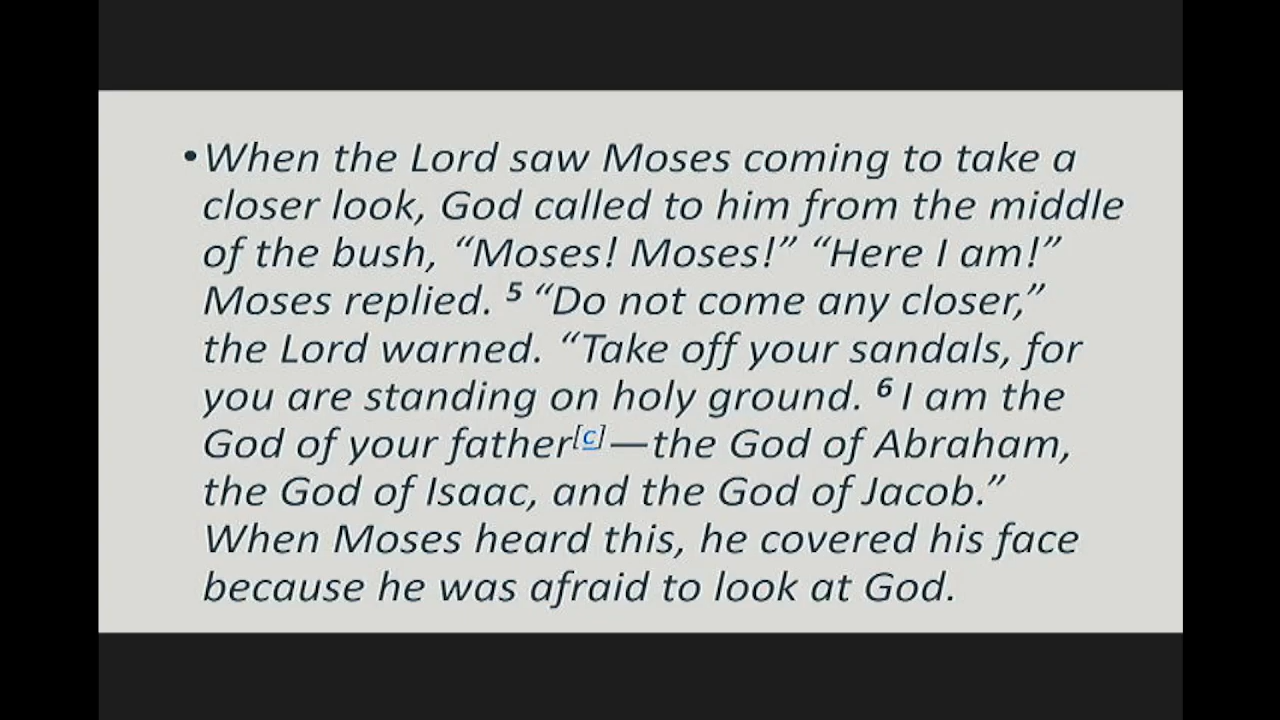 •When the Lord saw Moses coming to take a
closer look, God called to him from the middle
of the bush, “Moses! Moses!” “Here I am!”
Moses replied. 5 “Do not come any closer,”
the Lord warned. “Take off your sandals, for
you are standing on holy ground. 6 I am the
God of your father[c]—the God of Abraham,
the God of Isaac, and the God of Jacob.”
When Moses heard this, he covered his face
because he was afraid to look at God.